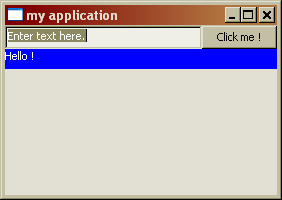 my application
Enter text here.
Click me !
Hello !